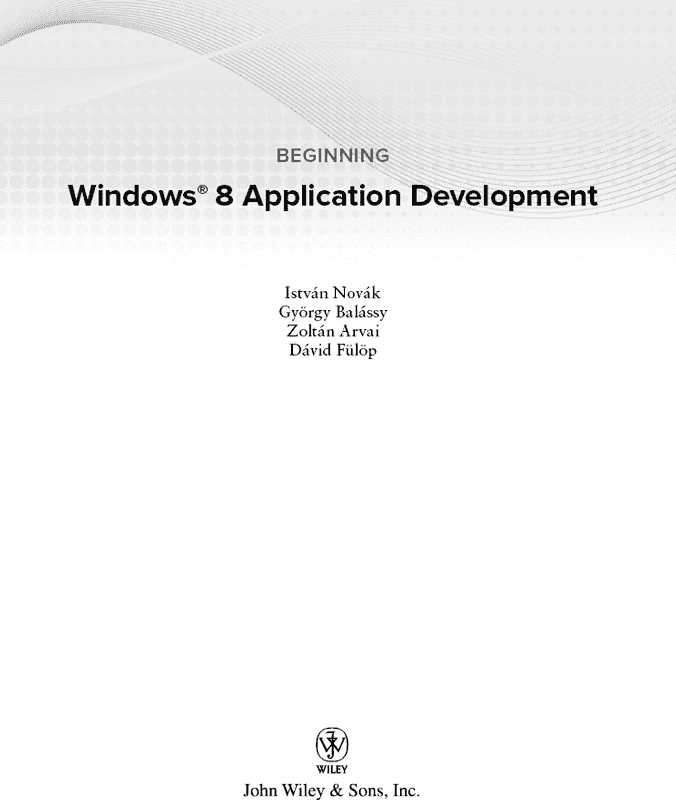 BEGINNING
Windows® 8 Application Development
István Novák
György Balássy
Zoltán Arvai
Dávid Fülöp
WILEY
John Wiley & Sons, Inc.